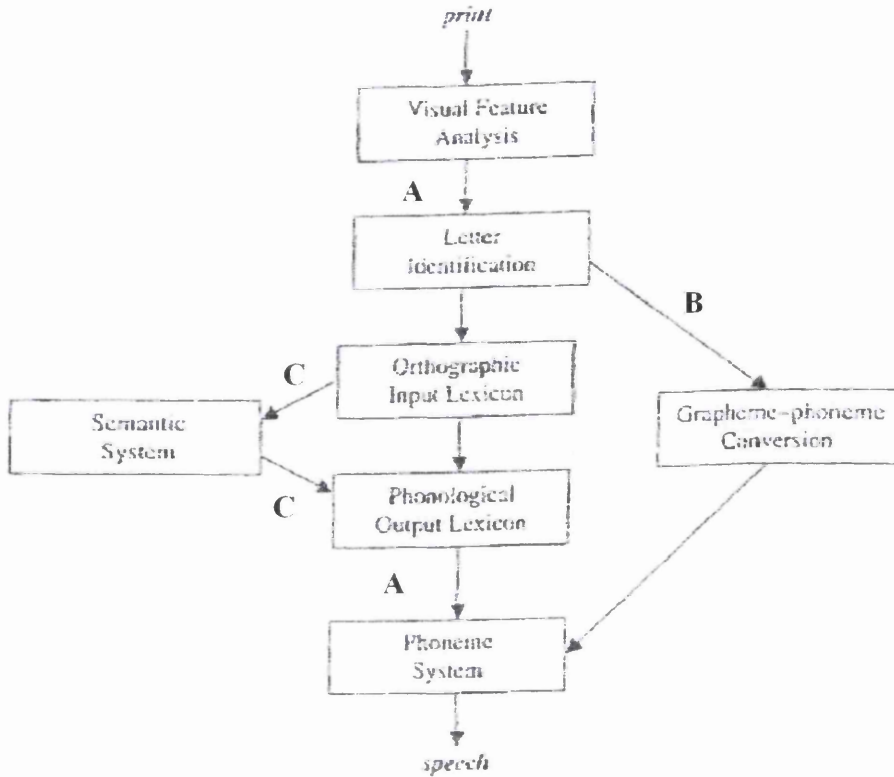 print
Visual Feature
Analysis
A
Letter
Identification
B
C
Orthographic
Input Lexicon
Semantic
System
Grapheme-phoneme
Conversion
C
Phonological
Output Lexicon
A
Phoneme
System
speech